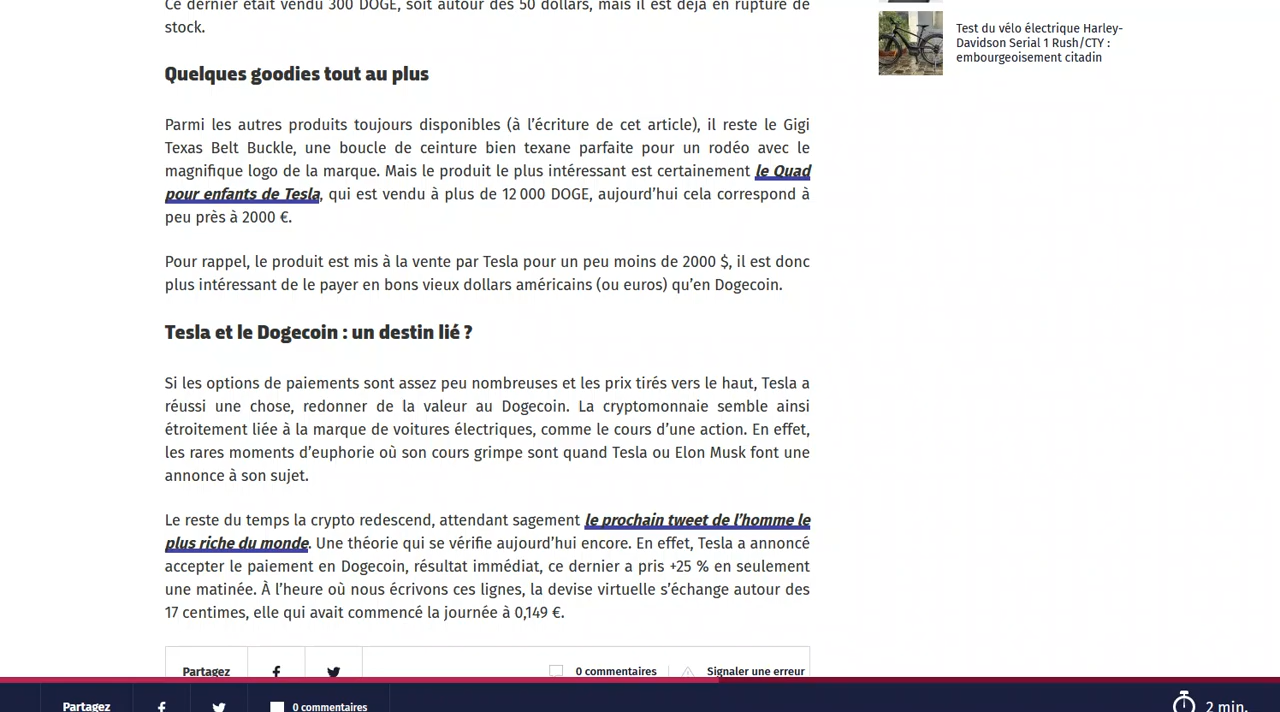 Ce dernier était vendu 300 DOGE, soit autour des 50 dollars, mais il est déjà en rupture de
stock.
Quelques goodies tout au plus
Parmi les autres produits toujours disponibles (à l’écriture de cet article), il reste le Gigi
Texas Belt Buckle, une boucle de ceinture bien texane parfaite pour un rodéo avec le
magnifique logo de la marque. Mais le produit le plus intéressant est certainement le Quad
pour enfants de Tesla, qui est vendu à plus de 12 000 DOGE, aujourd’hui cela correspond à
peu près à 2000 €.
Pour rappel, le produit est mis à la vente par Tesla pour un peu moins de 2000 $, il est donc
plus intéressant de le payer en bons vieux dollars américains (ou euros) qu’en Dogecoin.
Tesla et le Dogecoin : un destin lié ?
Si les options de paiements sont assez peu nombreuses et les prix tirés vers le haut, Tesla a
réussi une chose, redonner de la valeur au Dogecoin. La cryptomonnaie semble ainsi
étroitement liée à la marque de voitures électriques, comme le cours d’une action. En effet,
les rares moments d’euphorie où son cours grimpe sont quand Tesla ou Elon Musk font une
annonce à son sujet.
Le reste du temps la crypto redescend, attendant sagement le prochain tweet de l’homme le
plus riche du monde. Une théorie qui se vérifie aujourd’hui encore. En effet, Tesla a annoncé
accepter le paiement en Dogecoin, résultat immédiat, ce dernier a pris +25 % en seulement
une matinée. À l’heure où nous écrivons ces lignes, la devise virtuelle s’échange autour des
17 centimes, elle qui avait commencé la journée à 0,149 €.
Partagez 0 commentaires Signaler une erreur
Test du vélo électrique Harley-
Davidson Serial 1 Rush/CTY :
embourgeoisement citadin
Partagez 0 commentaires 2 min.